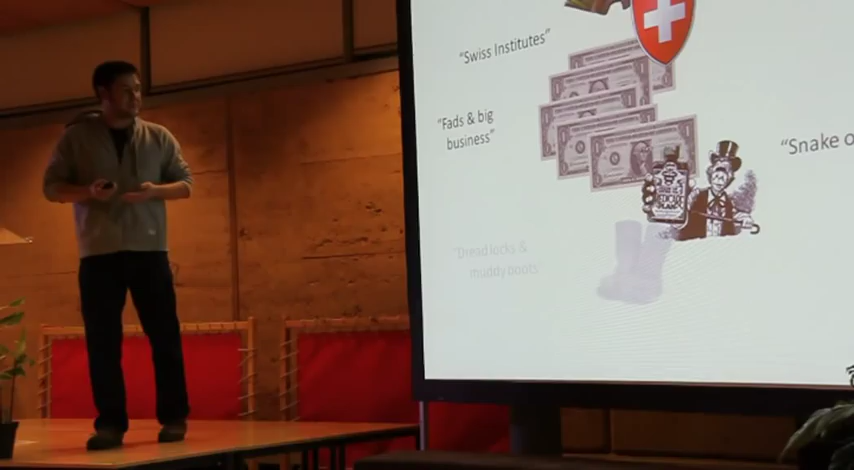 "Swiss Institutes"
"Fads & big
business"
"Snake o
"Dread locks &
muddy boots"